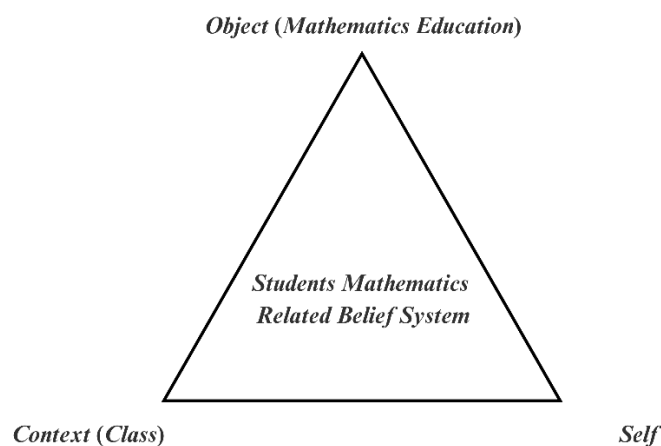 Object (Mathematics Education)
Students Mathematics
Related Belief System
Context (Class)
Self